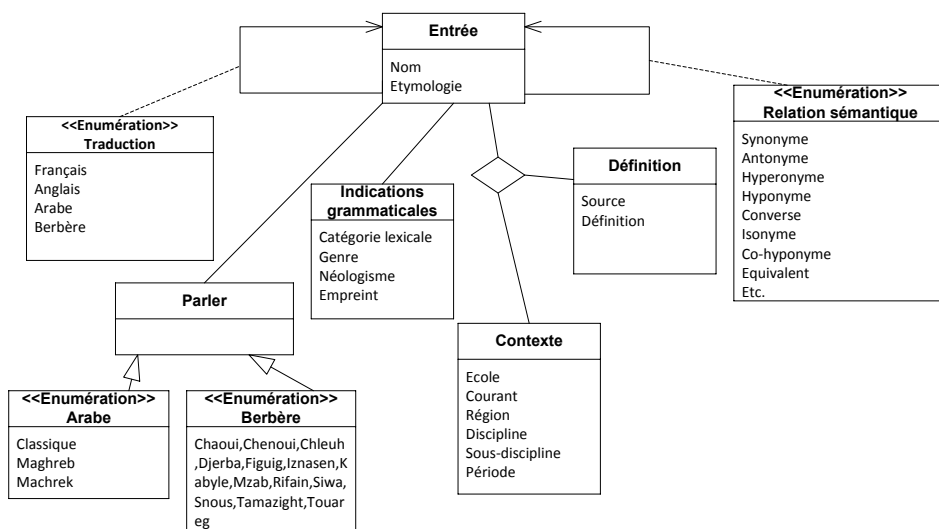 Entrée
Nom
Etymologie
<<Enumération>>
Traduction
Français
Anglais
Arabe
Berbère
<<Enumération>>
Relation sémantique
Synonyme
Antonyme
Hyperonyme
Hyponyme
Converse
Isonyme
Co-hyponyme
Equivalent
Etc.
Définition
Source
Définition
Indications
grammaticales
Catégorie lexicale
Genre
Néologisme
Empreint
Parler
Contexte
Ecole
Courant
Région
Discipline
Sous-discipline
Période
<<Enumération>>
Arabe
Classique
Maghreb
Machrek
<<Enumération>>
Berbère
Chaoui,Chenoui,Chleuh
,Djerba,Figuig,Iznasen,K
abyle,Mzab,Rifain,Siwa,
Snous,Tamazight,Touar
eg